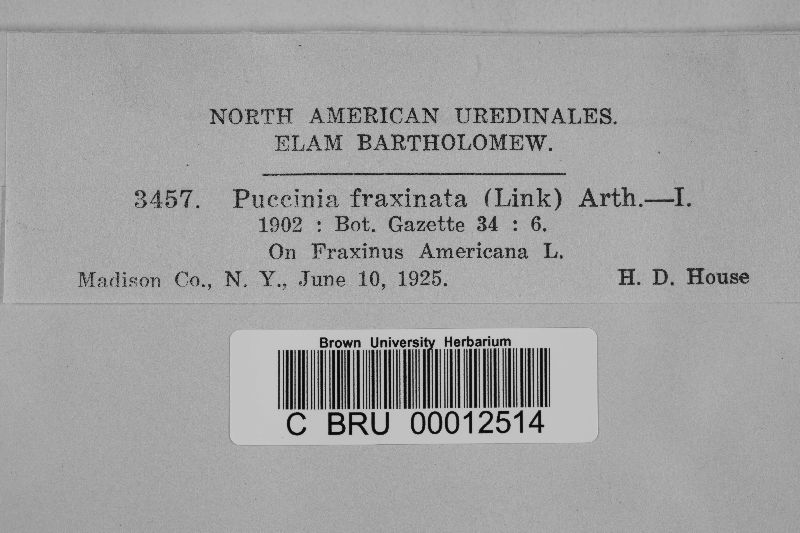 NORTH AMERICAN UREDINALES.
ELAM BARTHOLOMEW.
3457. Puccinia fraxinata (Link) Arth.—I.
1902 : Bot. Gazette 34 : 6.
On Fraxinus Americana L.
Madison Co., N. Y., June 10, 1925. H. D. House
Brown University Herbarium
C BRU 00012514